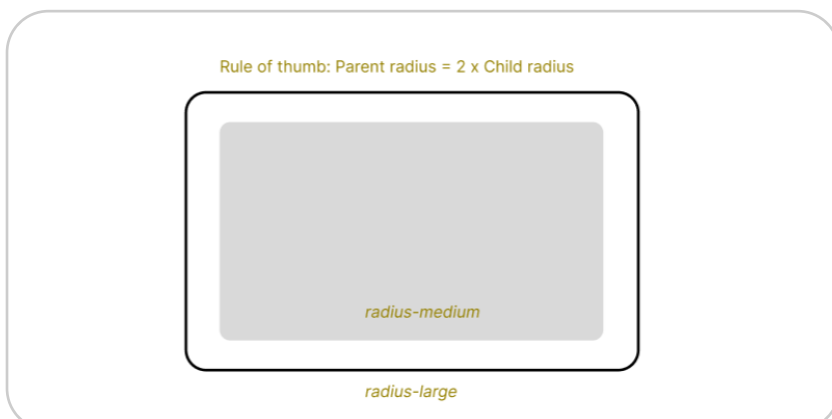 Rule of thumb: Parent radius = 2 x Child radius
radius-medium
radius-large